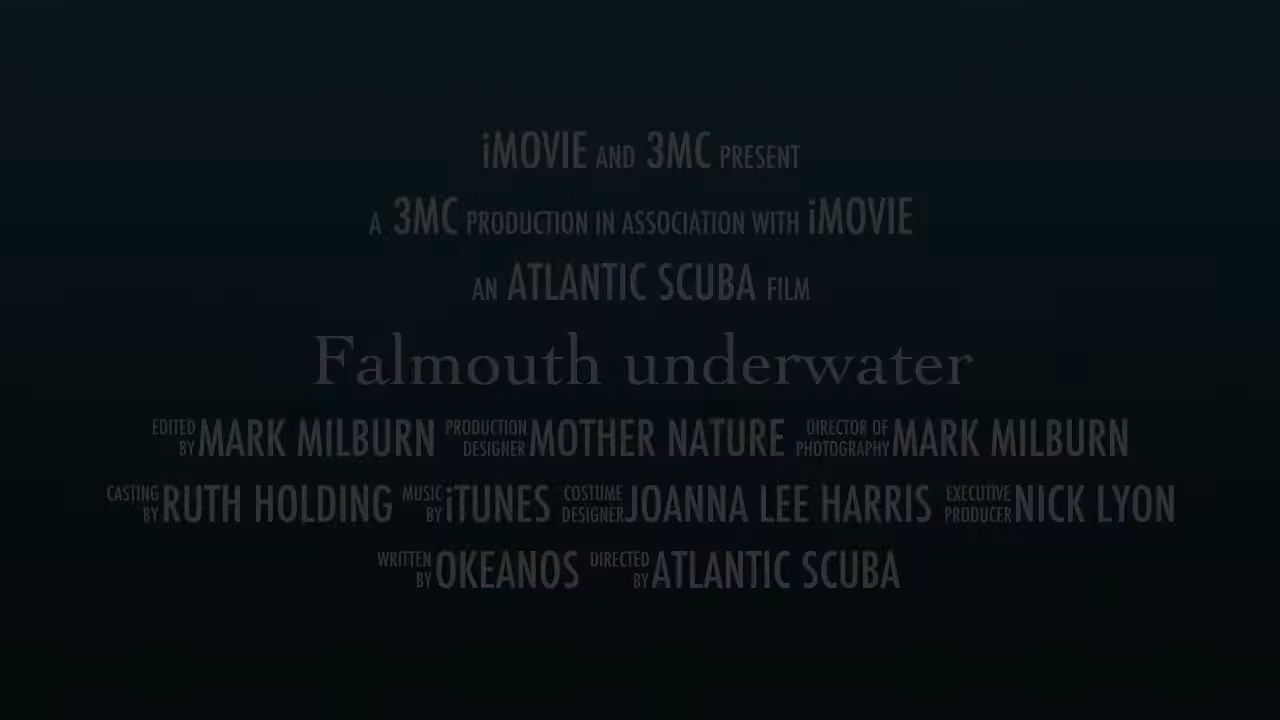 iMOVIE AND 3MC PRESENT
A 3MC PRODUCTION IN ASSOCIATION WITH iMOVIE
AN ATLANTIC SCUBA FILM
Falmouth underwater
EDITED BY MARK MILBURN PRODUCTION DESIGNER MOTHER NATURE DIRECTOR OF PHOTOGRAPHY MARK MILBURN
CASTING BY RUTH HOLDING MUSIC BY iTUNES COSTUME DESIGNER JOANNA LEE HARRIS EXECUTIVE PRODUCER NICK LYON
WRITTEN BY OKEANOS DIRECTED BY ATLANTIC SCUBA